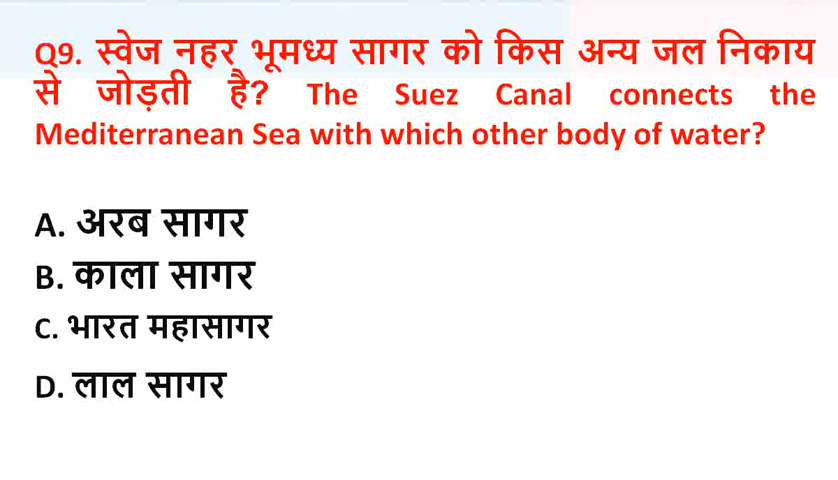 Q9. स्वेज नहर भूमध्य सागर को किस अन्य जल निकाय
से जोड़ती है? The Suez Canal connects the
Mediterranean Sea with which other body of water?
A. अरब सागर
B. काला सागर
C. भारत महासागर
D. लाल सागर